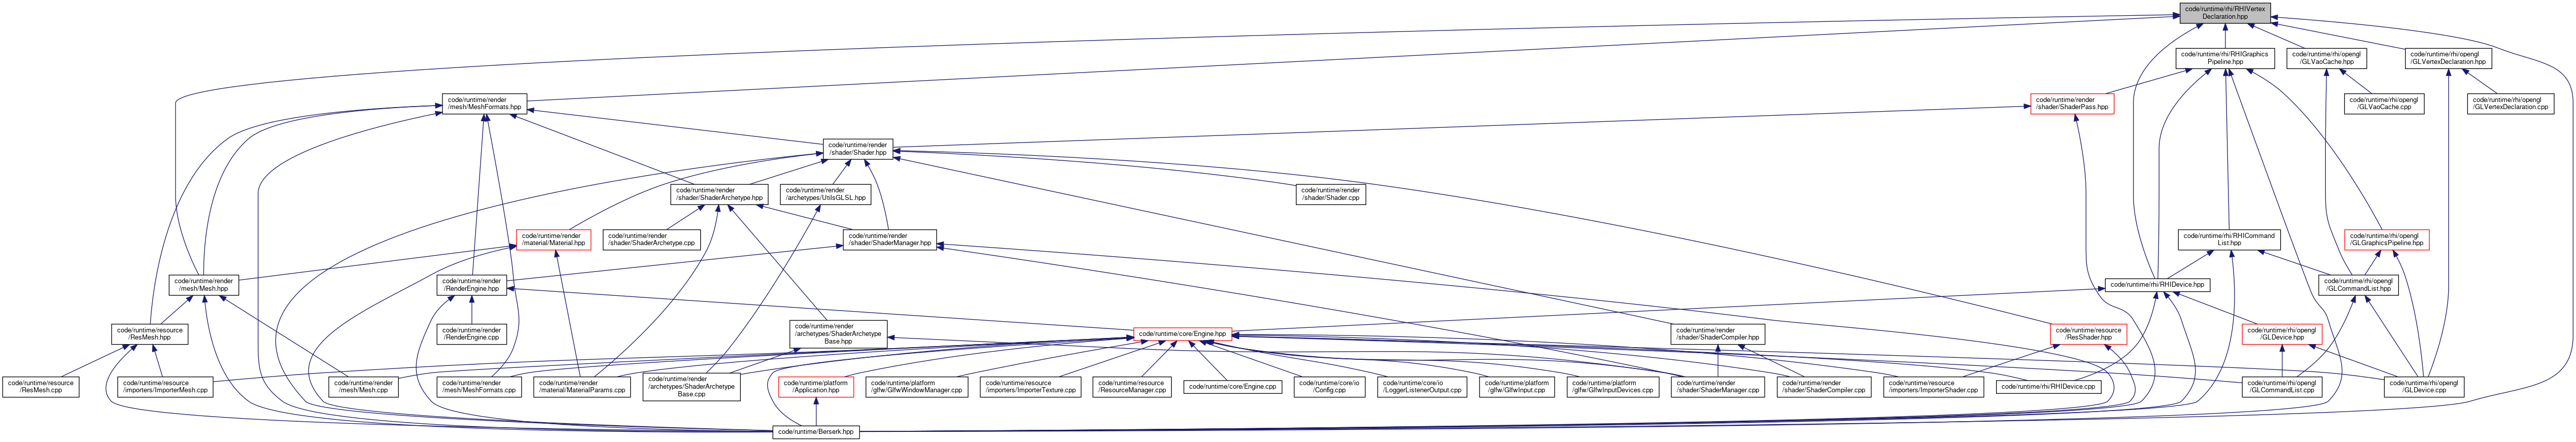 code/runtime/rhi/RHIVertex
Declaration.hpp
code/runtime/rhi/RHIGraphics
Pipeline.hpp
code/runtime/rhi/opengl
/GLVaoCache.hpp
code/runtime/rhi/opengl
/GLVertexDeclaration.hpp
code/runtime/render
/mesh/MeshFormats.hpp
code/runtime/render
/shader/ShaderPass.hpp
code/runtime/rhi/opengl
/GLVaoCache.cpp
code/runtime/rhi/opengl
/GLVertexDeclaration.cpp
code/runtime/render
/shader/Shader.hpp
code/runtime/render
/shader/ShaderArchetype.hpp
code/runtime/render
/archetypes/UtilsGLSL.hpp
code/runtime/render
/shader/Shader.cpp
code/runtime/render
/material/Material.hpp
code/runtime/render
/shader/ShaderArchetype.cpp
code/runtime/render
/shader/ShaderManager.hpp
code/runtime/rhi/RHICommand
List.hpp
code/runtime/rhi/opengl
/GLGraphicsPipeline.hpp
code/runtime/render
/mesh/Mesh.hpp
code/runtime/render
/RenderEngine.hpp
code/runtime/rhi/RHIDevice.hpp
code/runtime/rhi/opengl
/GLCommandList.hpp
code/runtime/resource
/ResMesh.hpp
code/runtime/render
/RenderEngine.cpp
code/runtime/render
/archetypes/ShaderArchetype
Base.hpp
code/runtime/core/Engine.hpp
code/runtime/render
/shader/ShaderCompiler.hpp
code/runtime/resource
/ResShader.hpp
code/runtime/rhi/opengl
/GLDevice.hpp
code/runtime/resource
/ResMesh.cpp
code/runtime/resource
/importers/ImporterMesh.cpp
code/runtime/render
/mesh/Mesh.cpp
code/runtime/render
/mesh/MeshFormats.cpp
code/runtime/render
/material/MaterialParams.cpp
code/runtime/render
/archetypes/ShaderArchetype
Base.cpp
code/runtime/platform
/Application.hpp
code/runtime/platform
/glfw/GlfwWindowManager.cpp
code/runtime/resource
/importers/ImporterTexture.cpp
code/runtime/resource
/ResourceManager.cpp
code/runtime/core/Engine.cpp
code/runtime/core/io
/Config.cpp
code/runtime/core/io
/LoggerListenerOutput.cpp
code/runtime/platform
/glfw/GlfwInput.cpp
code/runtime/platform
/glfw/GlfwInputDevices.cpp
code/runtime/render
/shader/ShaderManager.cpp
code/runtime/render
/shader/ShaderCompiler.cpp
code/runtime/resource
/importers/ImporterShader.cpp
code/runtime/rhi/RHIDevice.cpp
code/runtime/rhi/opengl
/GLCommandList.cpp
code/runtime/rhi/opengl
/GLDevice.cpp
code/runtime/Berserk.hpp